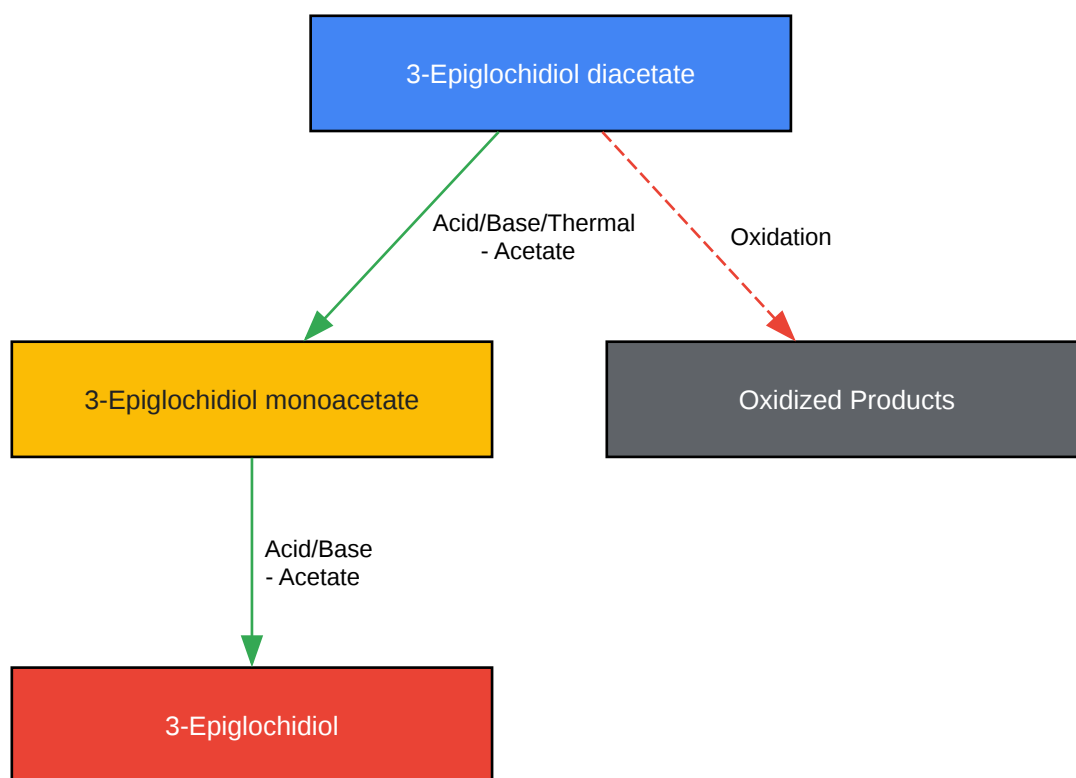 3-Epiglochidiol diacetate
Acid/Base/Thermal
- Acetate
Oxidation
3-Epiglochidiol monoacetate
Oxidized Products
Acid/Base
- Acetate
3-Epiglochidiol